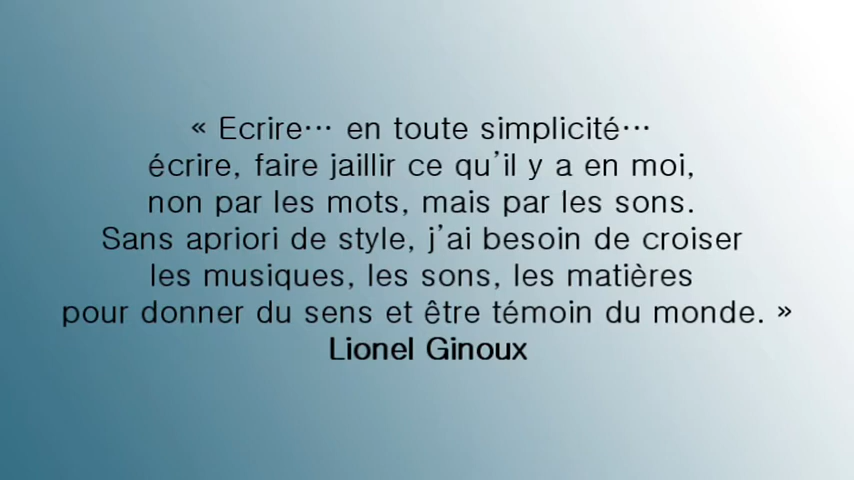 « Ecrire… en toute simplicité…
écrire, faire jaillir ce qu’il y a en moi,
non par les mots, mais par les sons.
Sans apriori de style, j’ai besoin de croiser
les musiques, les sons, les matières
pour donner du sens et être témoin du monde. »
Lionel Ginoux